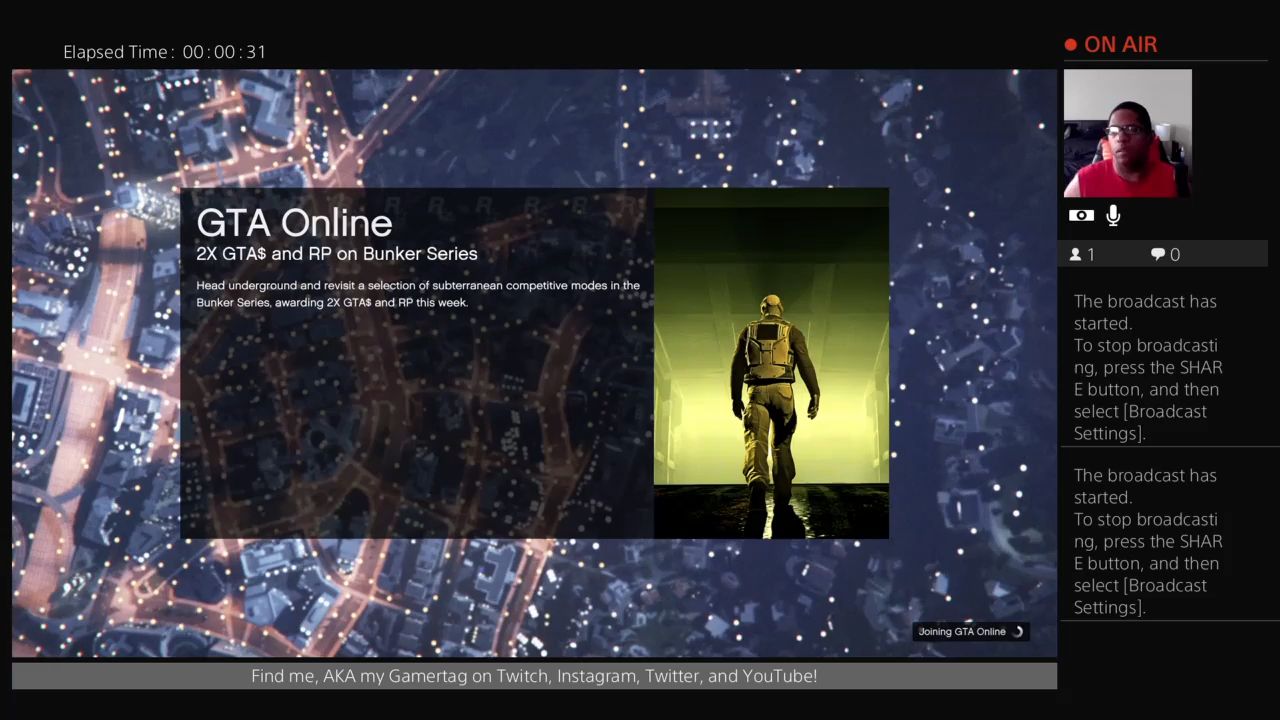 Elapsed Time: 00:00:31
ON AIR
GTA Online
2X GTA$ and RP on Bunker Series
Head underground and revisit a selection of subterranean competitive modes in the
Bunker Series, awarding 2X GTA$ and RP this week.
1
0
The broadcast has
started.
To stop broadcasti
ng, press the SHAR
E button, and then
select [Broadcast
Settings].
The broadcast has
started.
To stop broadcasti
ng, press the SHAR
E button, and then
select [Broadcast
Settings].
Joining GTA Online
Find me, AKA my Gamertag on Twitch, Instagram, Twitter, and YouTube!